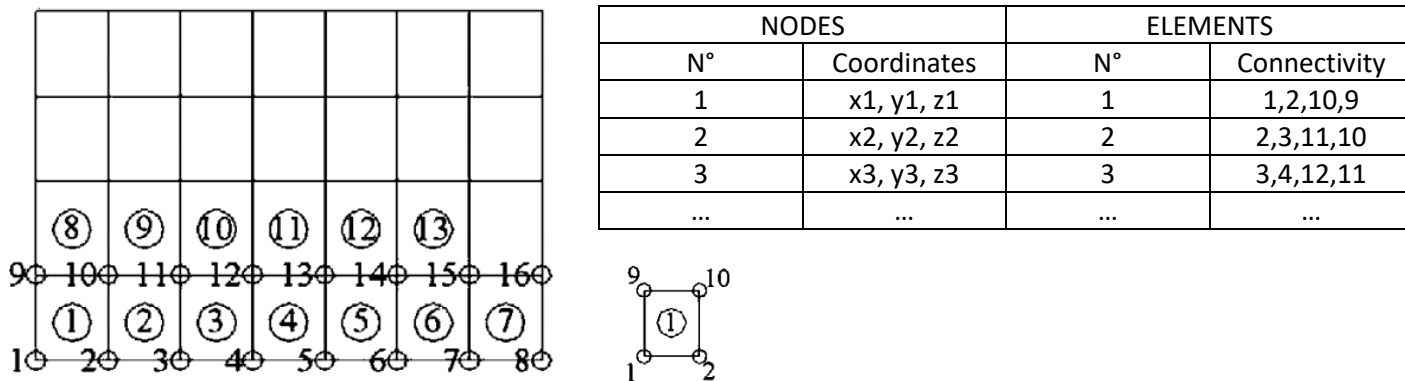 NODES ELEMENTS
N° Coordinates N° Connectivity
1 x1, y1, z1 1 1,2,10,9
2 x2, y2, z2 2 2,3,11,10
3 x3, y3, z3 3 3,4,12,11
... ... ... ...
8 9 10 11 12 13
9 10 11 12 13 14 15 16
1 2 3 4 5 6 7
1 2 3 4 5 6 7 8
9 10
1
1 2